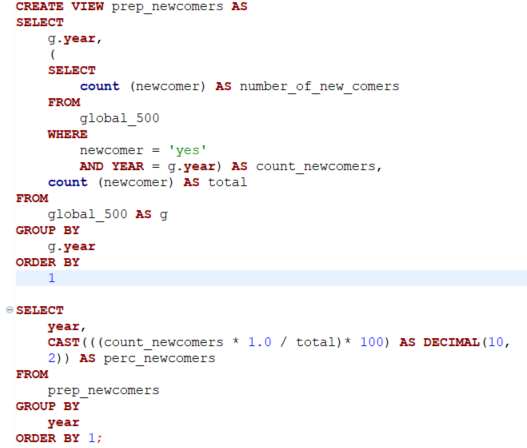 CREATE VIEW prep_newcomers AS
SELECT
g.year,
(
SELECT
count (newcomer) AS number_of_new_comers
FROM
global_500
WHERE
newcomer = 'yes'
AND YEAR = g.year) AS count_newcomers,
count (newcomer) AS total
FROM
global_500 AS g
GROUP BY
g.year
ORDER BY
1
SELECT
year,
CAST(((count_newcomers * 1.0 / total)* 100) AS DECIMAL(10,
2)) AS perc_newcomers
FROM
prep_newcomers
GROUP BY
year
ORDER BY 1;